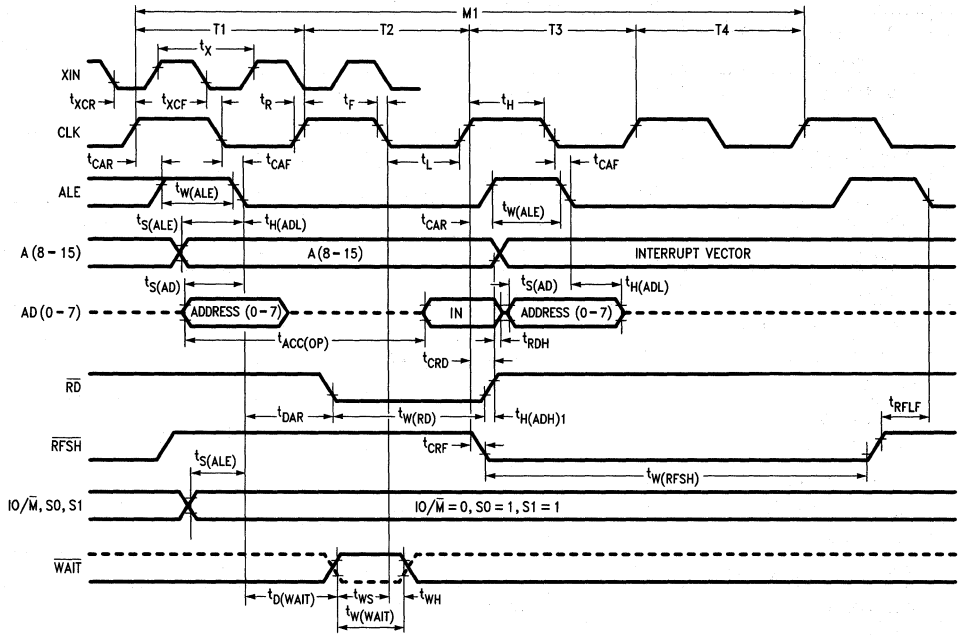 M1
T1 T2 T3 T4
tX
XIN
tXCR tXCF tR tF tH
CLK
tCAR tCAF tL tCAF
ALE
tW(ALE) tW(ALE)
tS(ALE) tH(ADL) tCAR
A(8-15) A(8-15) INTERRUPT VECTOR
tS(AD) tS(AD) tH(ADL)
AD(0-7) ADDRESS (0-7) IN ADDRESS (0-7)
tACC(OP) tRDH
tCRD
R̅D̅
tDAR tW(RD) tH(ADH)1 tRFLF
R̅F̅S̅H̅
tCRF
tS(ALE) tW(RFSH)
IO/M̅, S0, S1 IO/M̅ = 0, S0 = 1, S1 = 1
W̅A̅I̅T̅
tD(WAIT) tWS tWH
tW(WAIT)